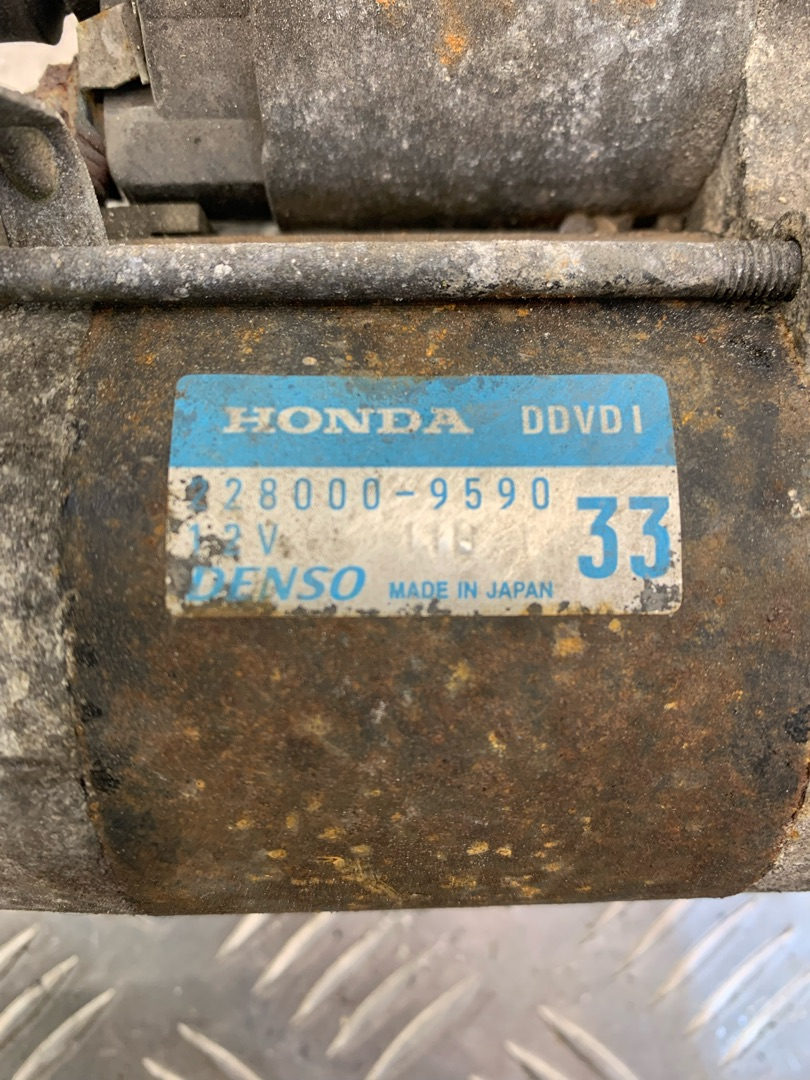 HONDA DDVD1
228000-9590
12V
33
DENSO MADE IN JAPAN